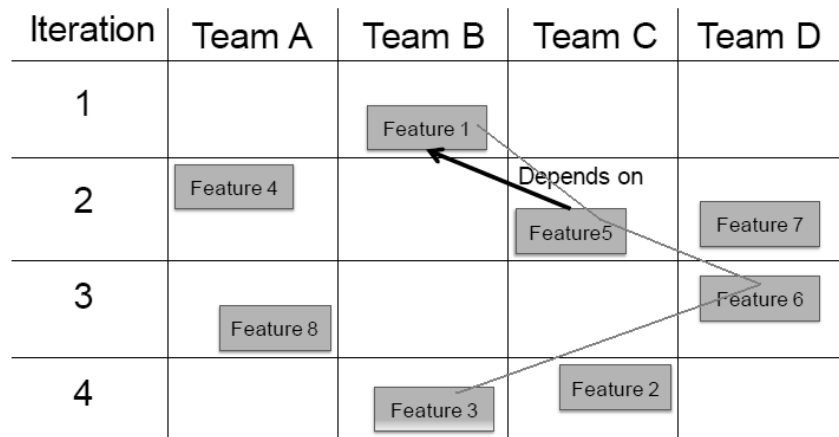 Iteration Team A Team B Team C Team D
1
Feature 1
2
Feature 4
Depends on
Feature5
Feature 7
3
Feature 6
Feature 8
4
Feature 3
Feature 2